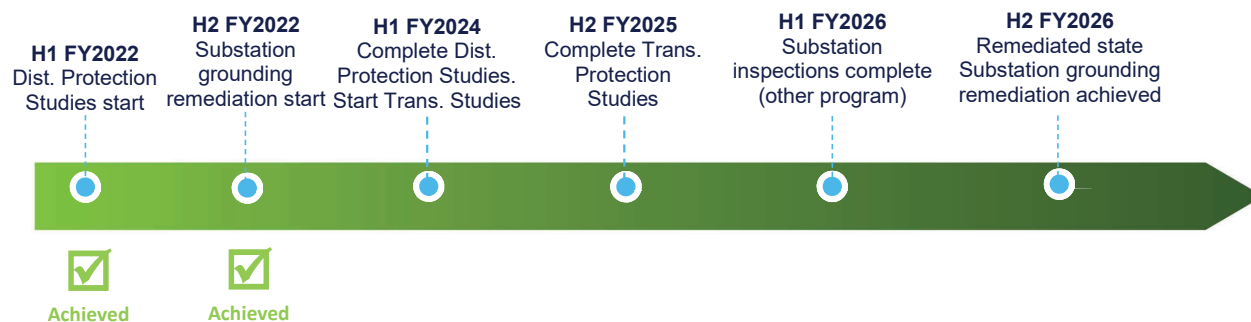 H1 FY2022
Dist. Protection
Studies start
H2 FY2022
Substation
grounding
remediation start
H1 FY2024
Complete Dist.
Protection Studies.
Start Trans. Studies
H2 FY2025
Complete Trans.
Protection
Studies
H1 FY2026
Substation
inspections complete
(other program)
H2 FY2026
Remediated state
Substation grounding
remediation achieved
Achieved
Achieved